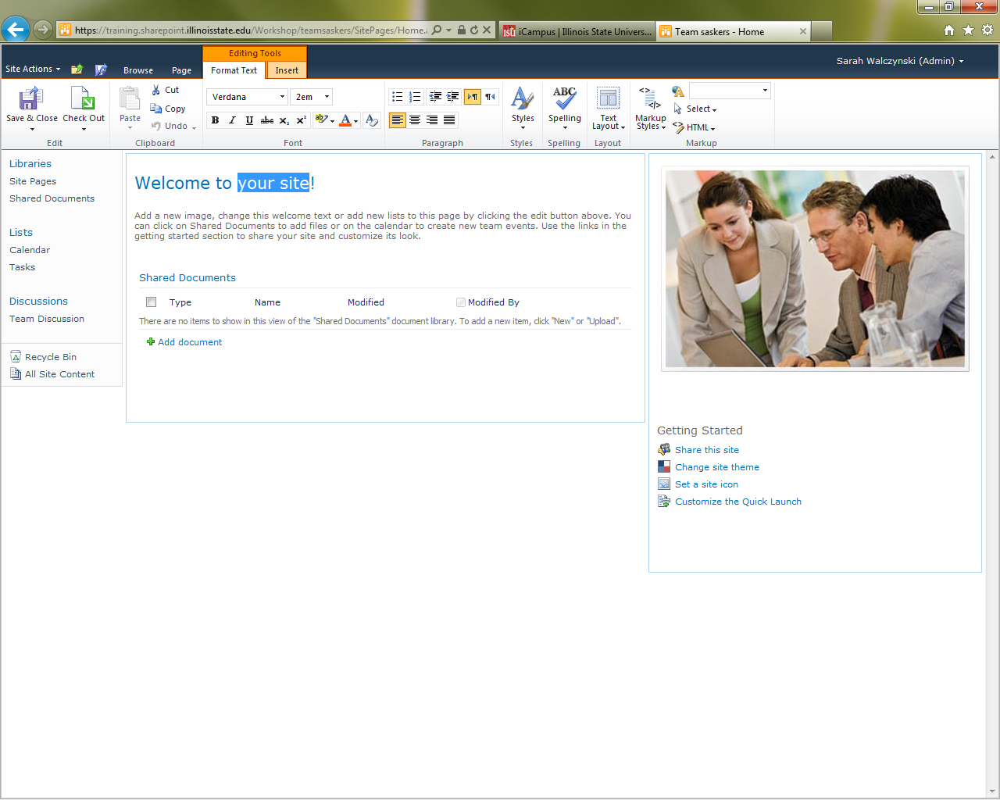 https://training.sharepoint.illinoisstate.edu/Workshop/teamsaskers/SitePages/Home.a
iCampus | Illinois State Univers...
Team saskers - Home
Editing Tools
Site Actions
Browse
Page
Format Text
Insert
Sarah Walczynski (Admin)
Save & Close
Check Out
Paste
Cut
Copy
Undo
Verdana
2em
B I U abc x₂ x²
Styles
ABC
Spelling
Text Layout
Markup Styles
Select
HTML
Edit
Clipboard
Font
Paragraph
Styles
Spelling
Layout
Markup
Libraries
Site Pages
Shared Documents
Lists
Calendar
Tasks
Discussions
Team Discussion
Recycle Bin
All Site Content
Welcome to your site!
Add a new image, change this welcome text or add new lists to this page by clicking the edit button above. You
can click on Shared Documents to add files or on the calendar to create new team events. Use the links in the
getting started section to share your site and customize its look.
Shared Documents
Type Name Modified Modified By
There are no items to show in this view of the "Shared Documents" document library. To add a new item, click "New" or "Upload".
Add document
Getting Started
Share this site
Change site theme
Set a site icon
Customize the Quick Launch